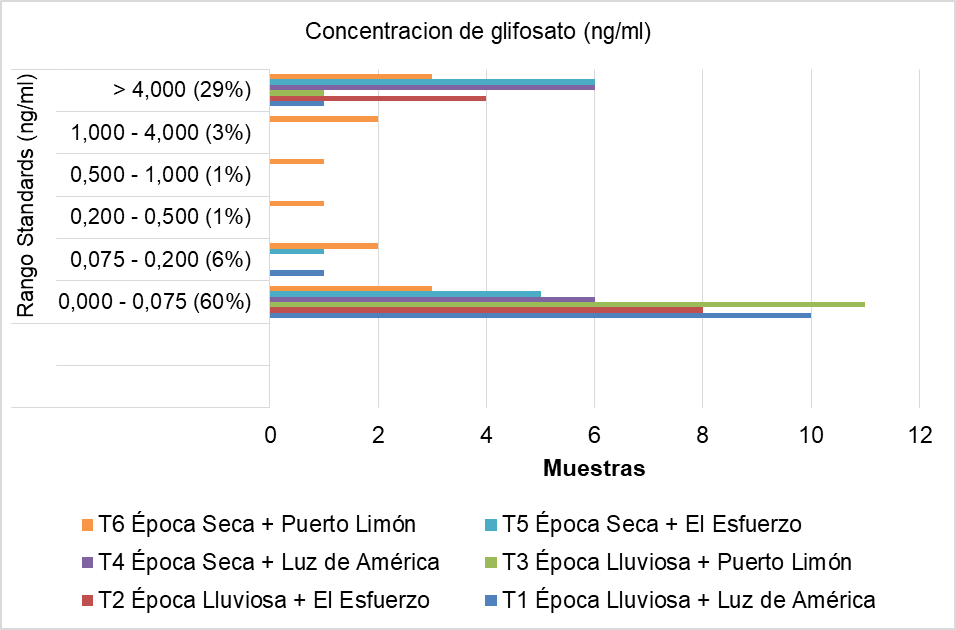 Concentracion de glifosato (ng/ml)
Rango Standards (ng/ml)
> 4,000 (29%)
1,000 - 4,000 (3%)
0,500 - 1,000 (1%)
0,200 - 0,500 (1%)
0,075 - 0,200 (6%)
0,000 - 0,075 (60%)
0 2 4 6 8 10 12
Muestras
T6 Época Seca + Puerto Limón
T5 Época Seca + El Esfuerzo
T4 Época Seca + Luz de América
T3 Época Lluviosa + Puerto Limón
T2 Época Lluviosa + El Esfuerzo
T1 Época Lluviosa + Luz de América